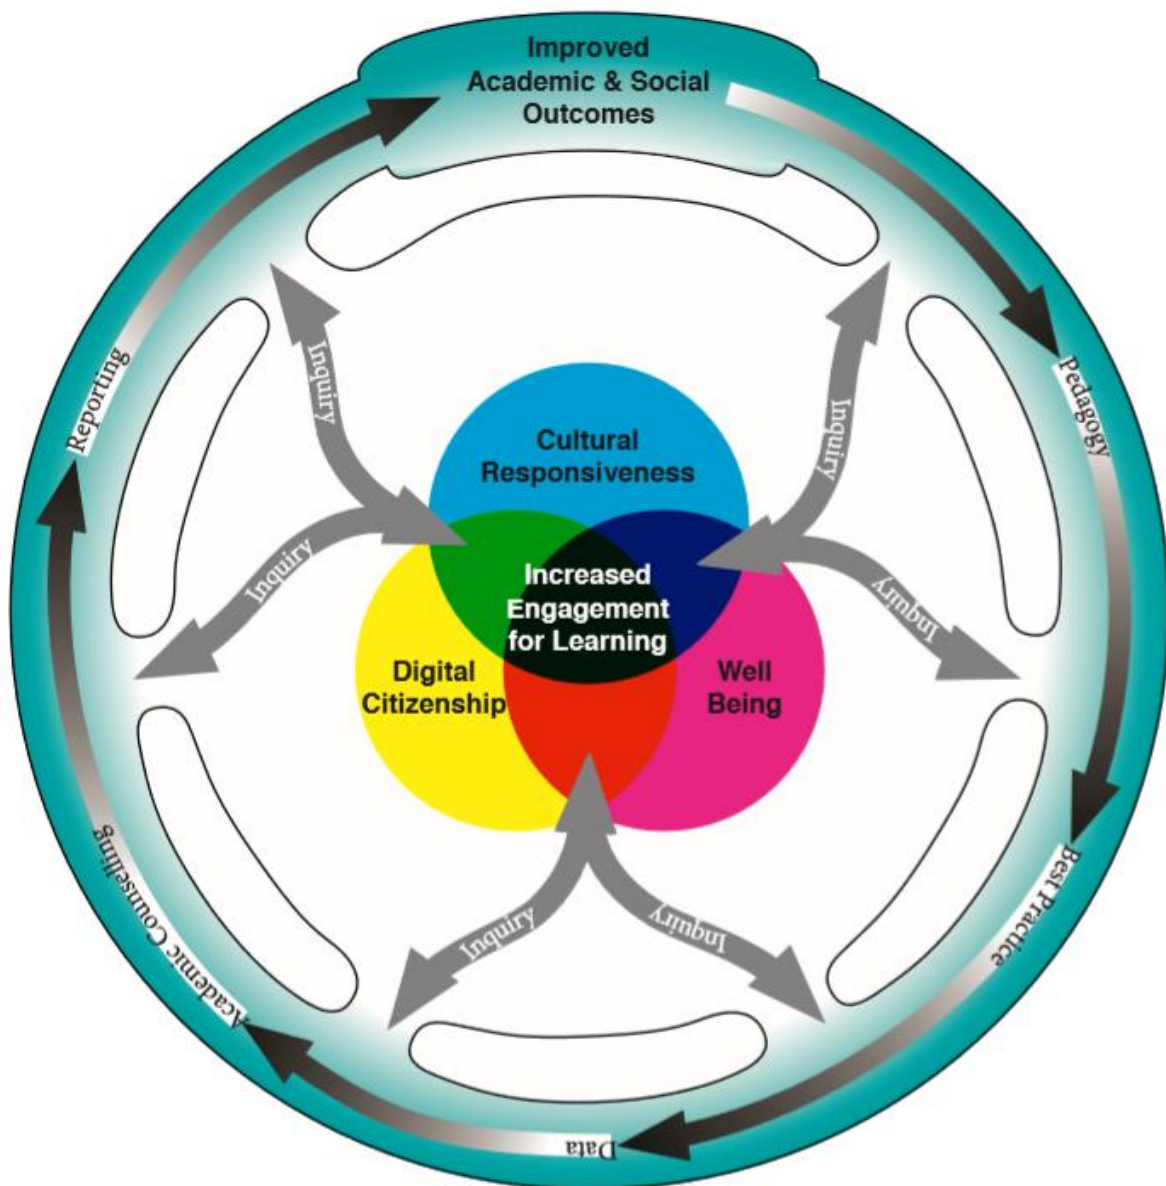 Improved
Academic & Social
Outcomes
Pedagogy
Best Practice
Data
Academic Counselling
Reporting
Inquiry
Inquiry
Inquiry
Inquiry
Inquiry
Inquiry
Cultural
Responsiveness
Increased
Engagement
for Learning
Digital
Citizenship
Well
Being